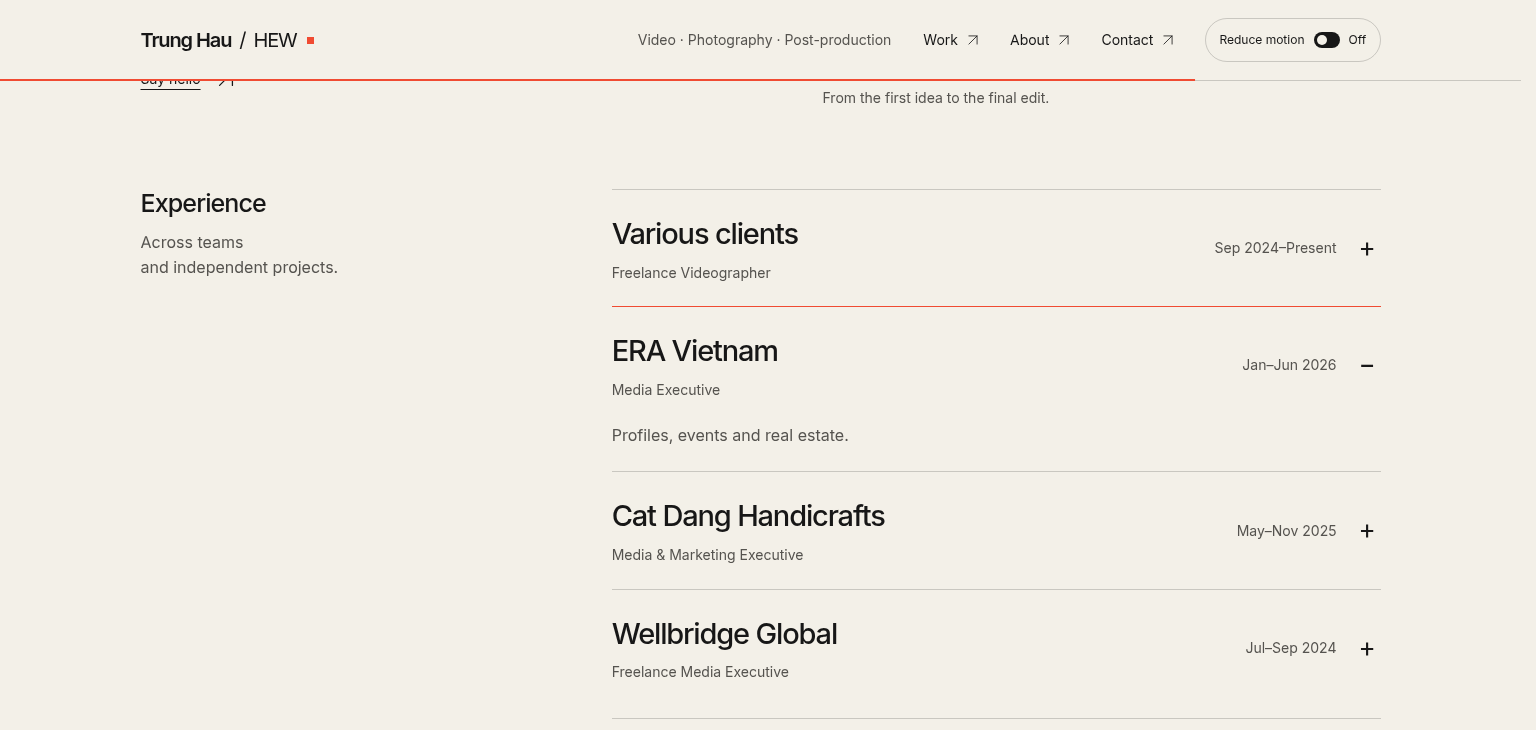 Trung Hau / HEW
Video · Photography · Post-production
Work
About
Contact
Reduce motion
Off
Say hello
From the first idea to the final edit.
Experience
Across teams
and independent projects.
Various clients
Sep 2024–Present
Freelance Videographer
ERA Vietnam
Jan–Jun 2026
Media Executive
Profiles, events and real estate.
Cat Dang Handicrafts
May–Nov 2025
Media & Marketing Executive
Wellbridge Global
Jul–Sep 2024
Freelance Media Executive